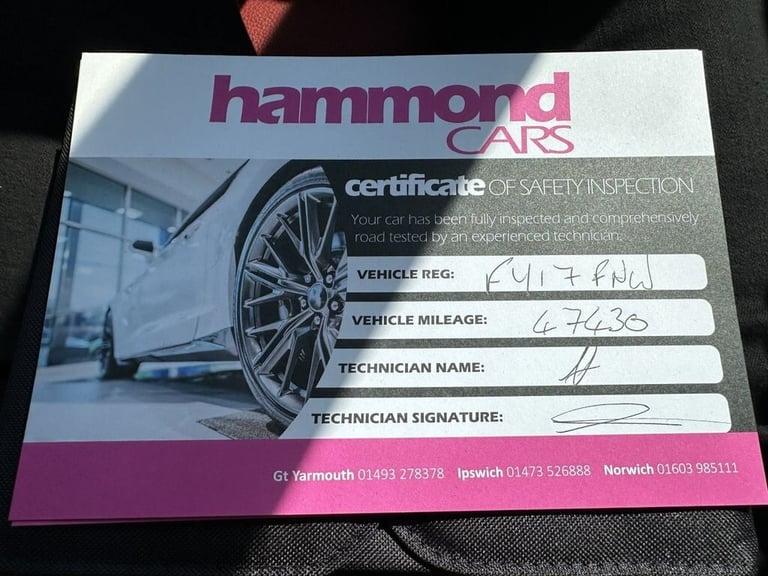 hammond
CARS
certificate OF SAFETY INSPECTION
Your car has been fully inspected and comprehensively
road tested by an experienced technician.
VEHICLE REG: FY17 FNW
VEHICLE MILEAGE: 47430
TECHNICIAN NAME:
TECHNICIAN SIGNATURE:
Gt Yarmouth 01493 278378 Ipswich 01473 526888 Norwich 01603 985111